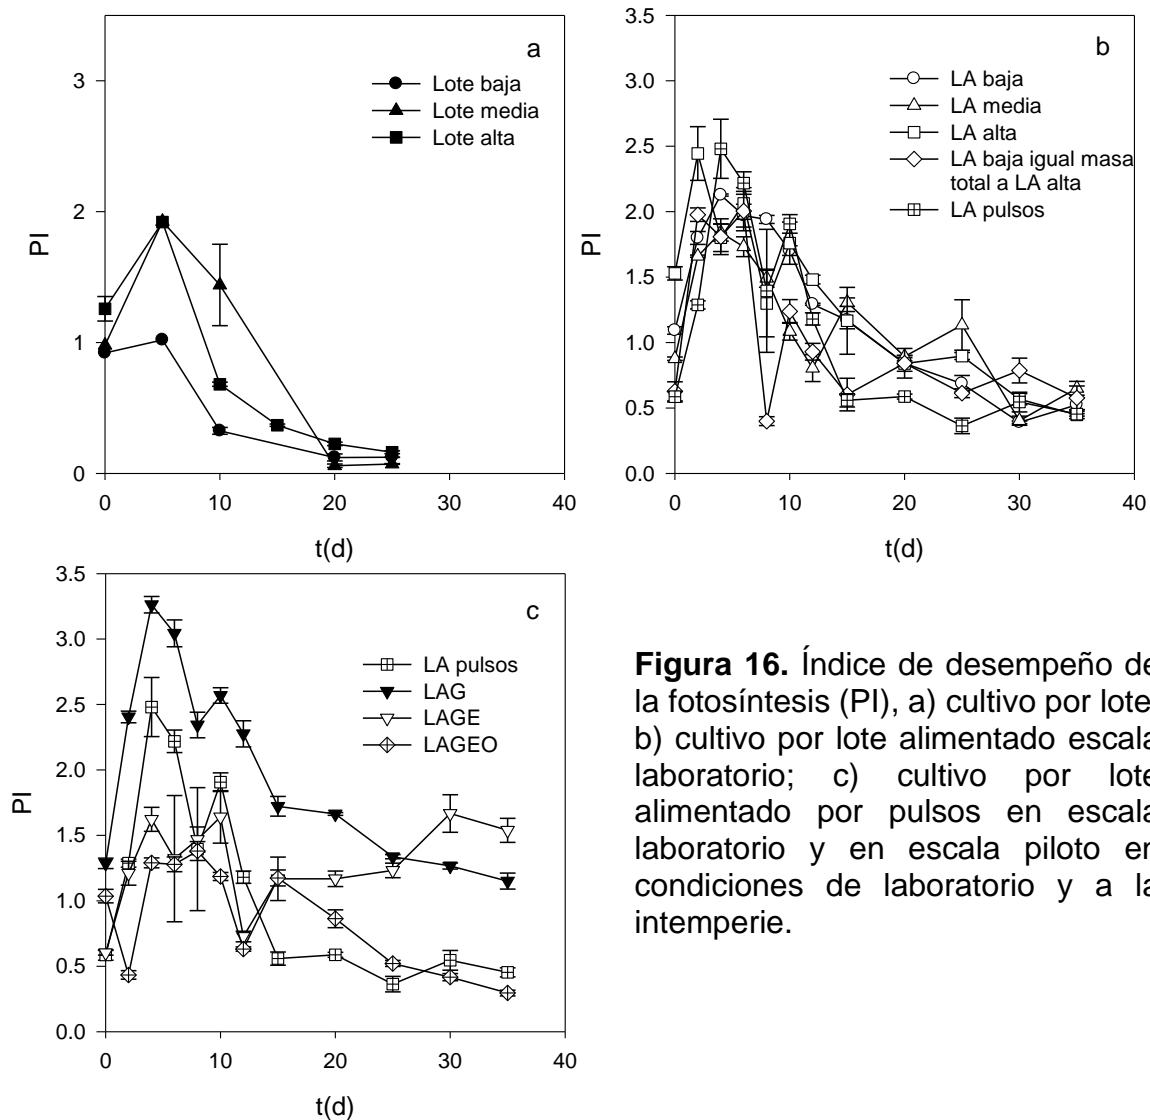 a
Lote baja
Lote media
Lote alta
3
2
1
0
PI
0 10 20 30 40
t(d)
b
LA baja
LA media
LA alta
LA baja igual masa
total a LA alta
LA pulsos
3.5
3.0
2.5
2.0
1.5
1.0
0.5
0.0
PI
0 10 20 30 40
t(d)
c
LA pulsos
LAG
LAGE
LAGEO
3.5
3.0
2.5
2.0
1.5
1.0
0.5
0.0
PI
0 10 20 30 40
t(d)
Figura 16. Índice de desempeño de
la fotosíntesis (PI), a) cultivo por lote
b) cultivo por lote alimentado escala
laboratorio; c) cultivo por lote
alimentado por pulsos en escala
laboratorio y en escala piloto en
condiciones de laboratorio y a la
intemperie.